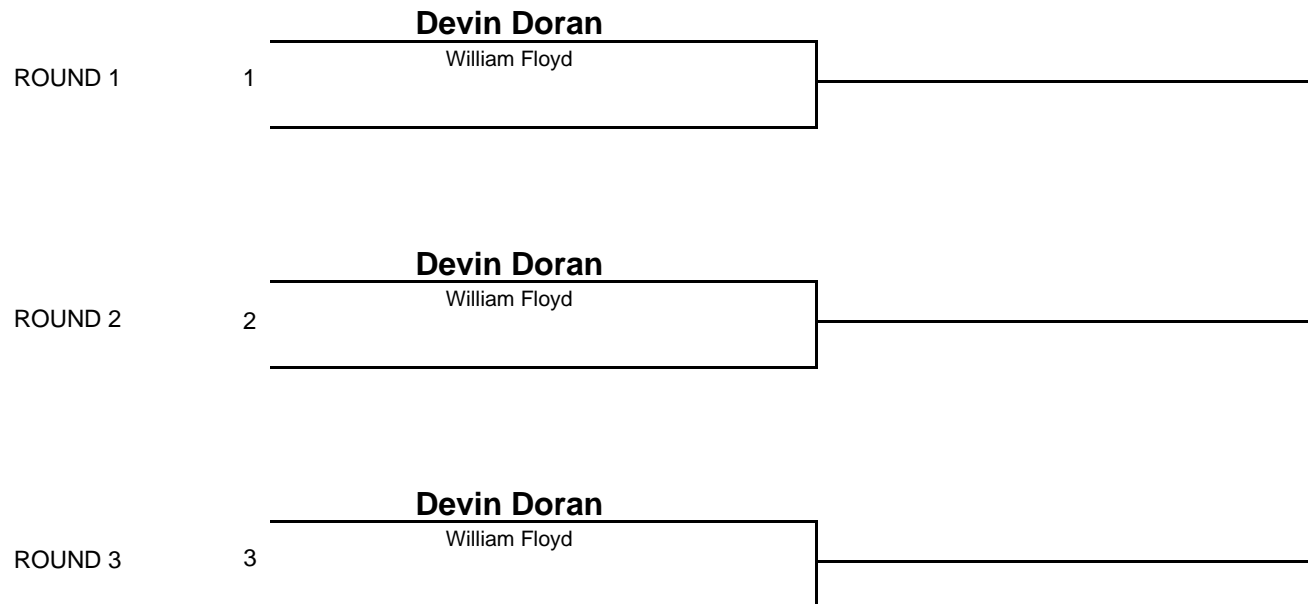 Devin Doran
William Floyd
ROUND 1 1
Devin Doran
William Floyd
ROUND 2 2
Devin Doran
William Floyd
ROUND 3 3